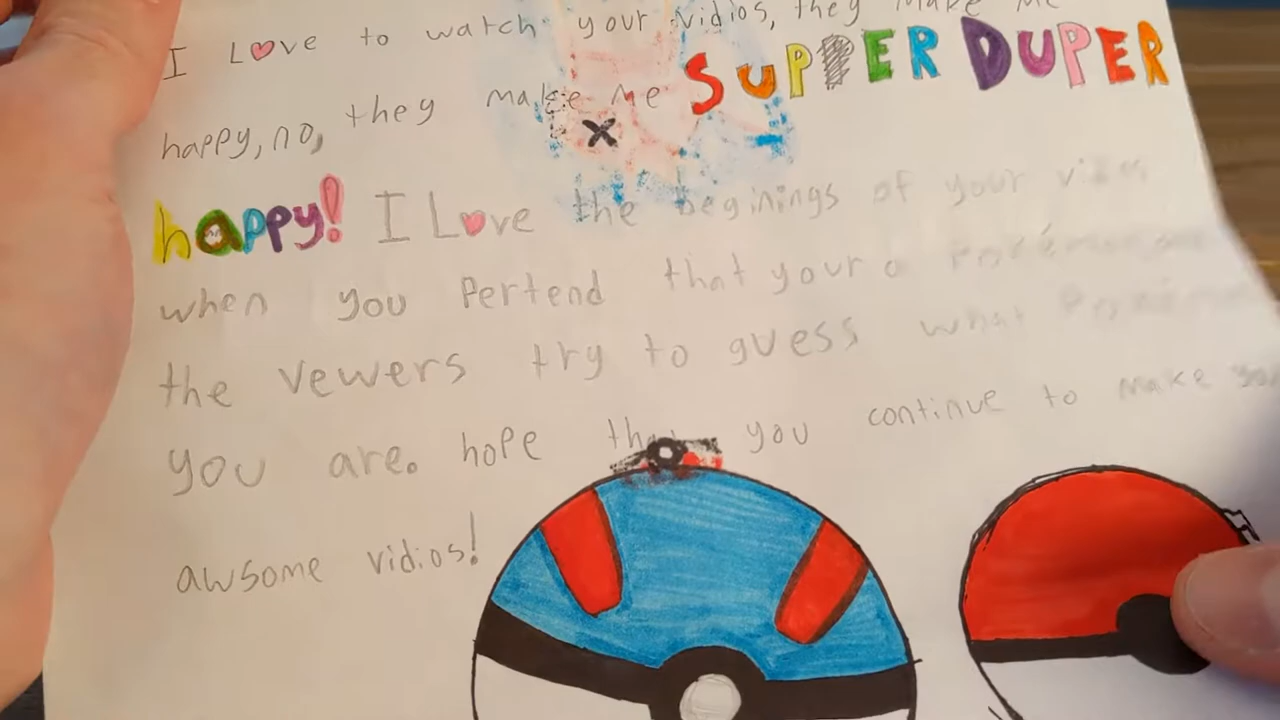 I Love to watch your vidios, they make me
happy, no, they make me SUPPER DUPER
happy! I Love the beginings of your
when you Pertend that your a
the vewers try to guess what
you are. hope that you continue to make
awsome vidios!